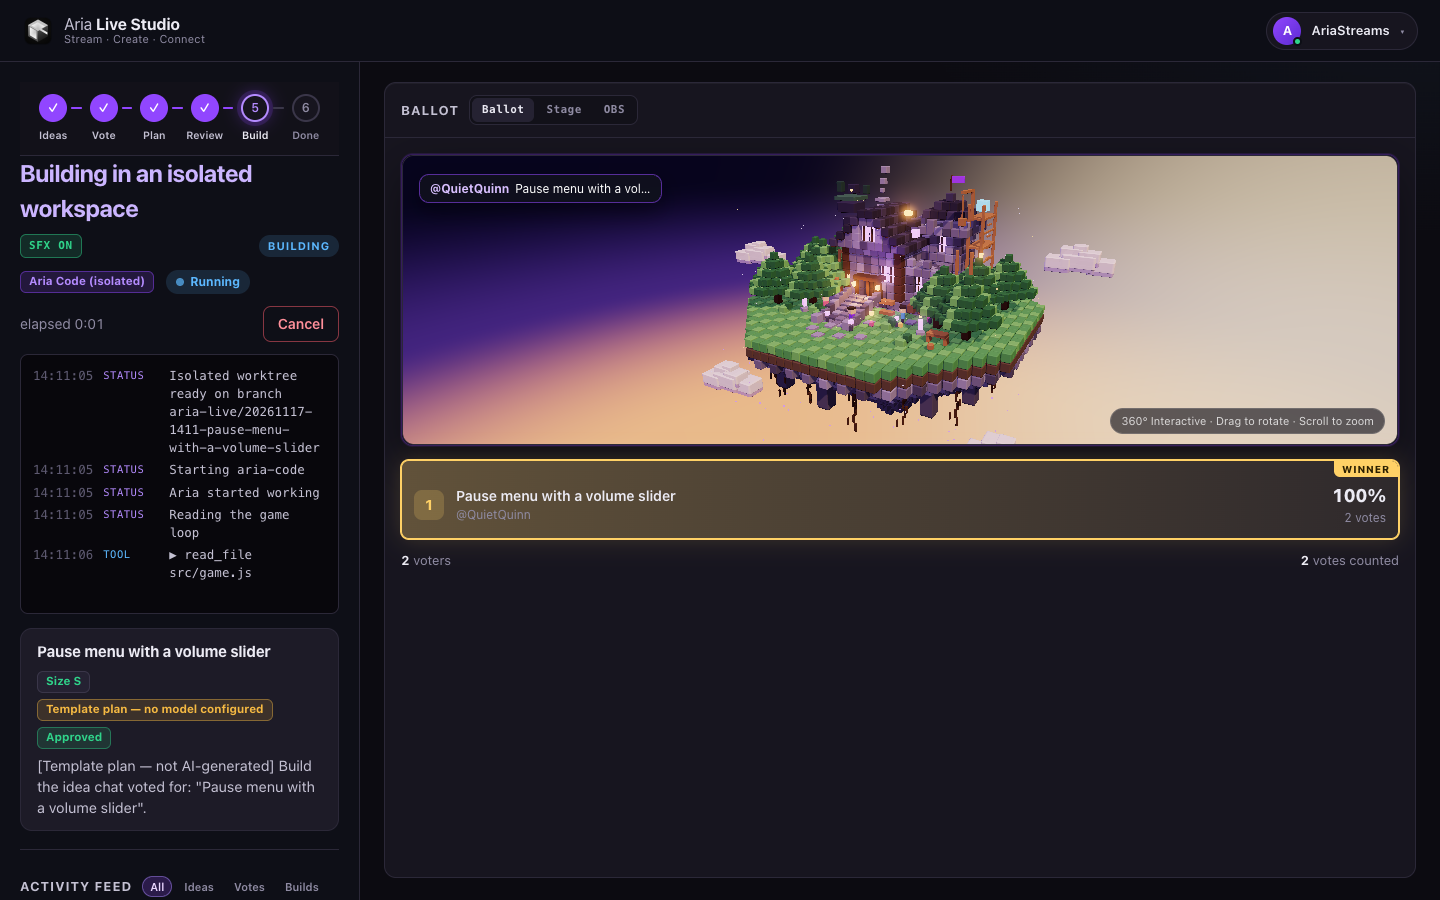 Aria Live Studio
Stream · Create · Connect
A
AriaStreams
5
6
Ideas
Vote
Plan
Review
Build
Done
Building in an isolated
workspace
SFX ON
BUILDING
Aria Code (isolated)
Running
elapsed 0:01
Cancel
14:11:05 STATUS Isolated worktree
ready on branch
aria-live/20261117-
1411-pause-menu-
with-a-volume-slider
14:11:05 STATUS Starting aria-code
14:11:05 STATUS Aria started working
14:11:05 STATUS Reading the game
loop
14:11:06 TOOL ▶ read_file
src/game.js
Pause menu with a volume slider
Size S
Template plan — no model configured
Approved
[Template plan — not AI-generated] Build
the idea chat voted for: "Pause menu with
a volume slider".
ACTIVITY FEED All Ideas Votes Builds
BALLOT Ballot Stage OBS
@QuietQuinn Pause menu with a vol...
360° Interactive · Drag to rotate · Scroll to zoom
WINNER
1
Pause menu with a volume slider
@QuietQuinn
100%
2 votes
2 voters
2 votes counted